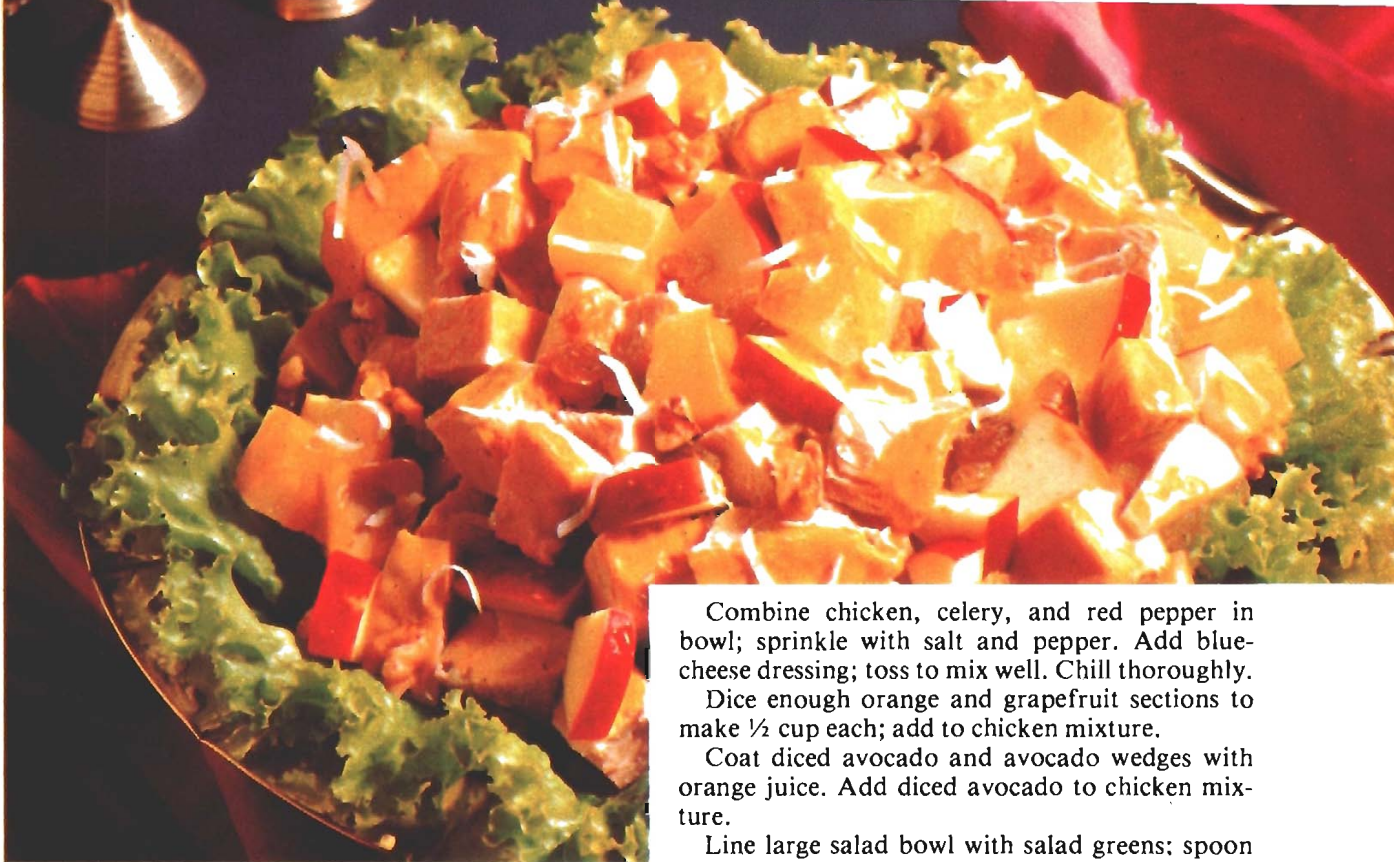 Combine chicken, celery, and red pepper in
bowl; sprinkle with salt and pepper. Add blue-
cheese dressing; toss to mix well. Chill thoroughly.
Dice enough orange and grapefruit sections to
make ½ cup each; add to chicken mixture.
Coat diced avocado and avocado wedges with
orange juice. Add diced avocado to chicken mix-
ture.
Line large salad bowl with salad greens; spoon